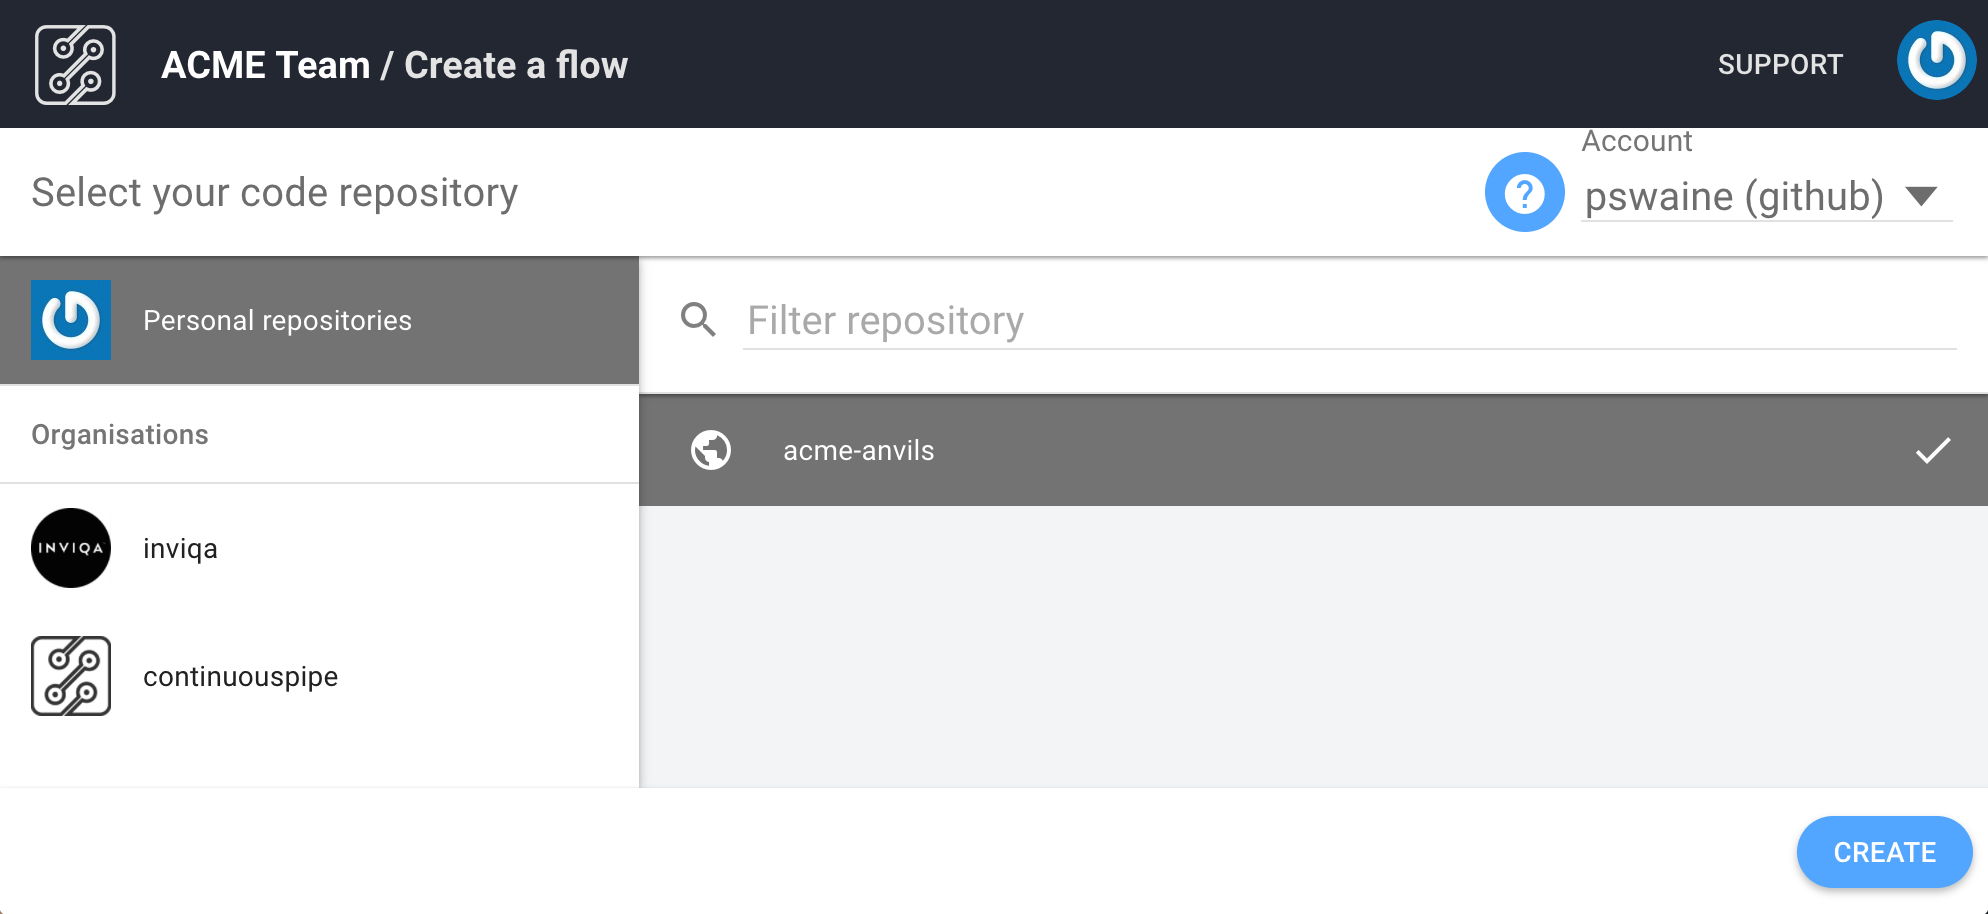 ACME Team / Create a flow
SUPPORT
Select your code repository
?
Account
pswaine (github)
Personal repositories
Filter repository
Organisations
acme-anvils
INVIQA
inviqa
continuouspipe
CREATE